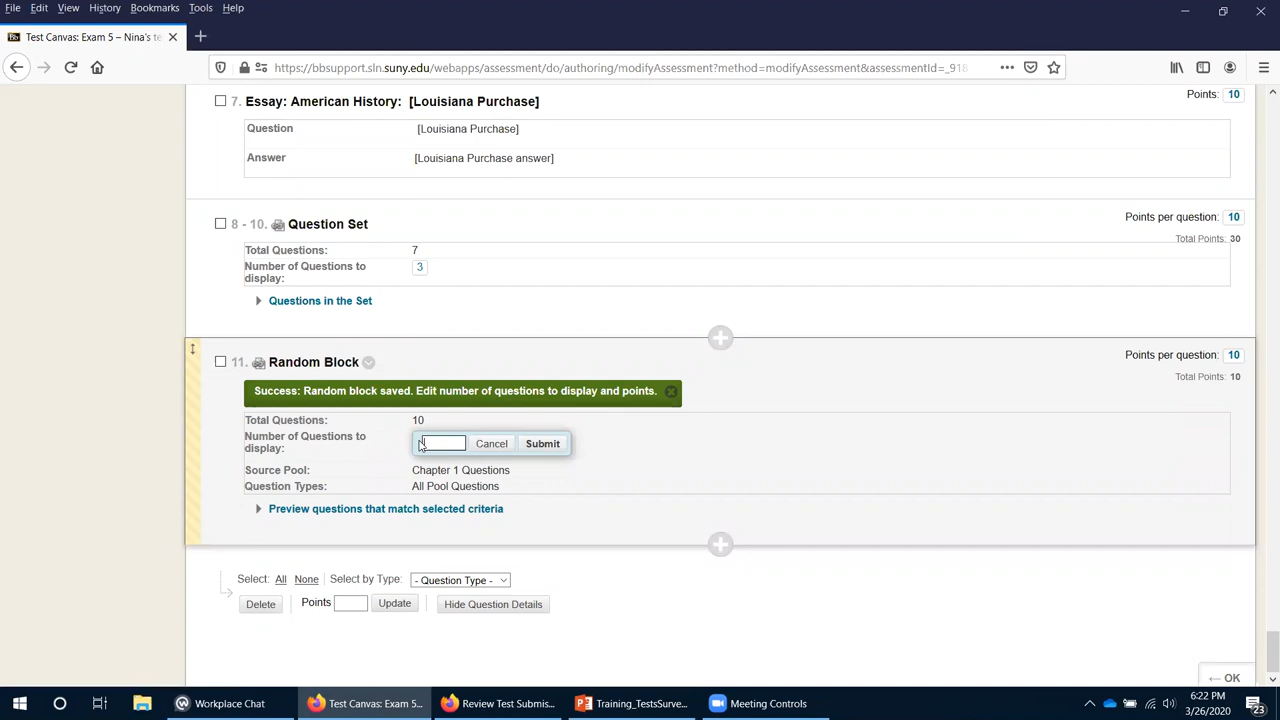 File Edit View History Bookmarks Tools Help
Test Canvas: Exam 5 – Nina's te
https://bbsupport.sln.suny.edu/webapps/assessment/do/authoring/modifyAssessment?method=modifyAssessment&assessmentId=_918
7. Essay: American History: [Louisiana Purchase] Points: 10
Question [Louisiana Purchase]
Answer [Louisiana Purchase answer]
8 - 10. Question Set Points per question: 10
Total Points: 30
Total Questions: 7
Number of Questions to display: 3
Questions in the Set
11. Random Block Points per question: 10
Total Points: 10
Success: Random block saved. Edit number of questions to display and points.
Total Questions: 10
Number of Questions to display: Cancel Submit
Source Pool: Chapter 1 Questions
Question Types: All Pool Questions
Preview questions that match selected criteria
Select: All None Select by Type: - Question Type -
Delete Points Update Hide Question Details
← OK
Workplace Chat Test Canvas: Exam 5... Review Test Submis... Training_TestsSurve... Meeting Controls
6:22 PM
3/26/2020
23